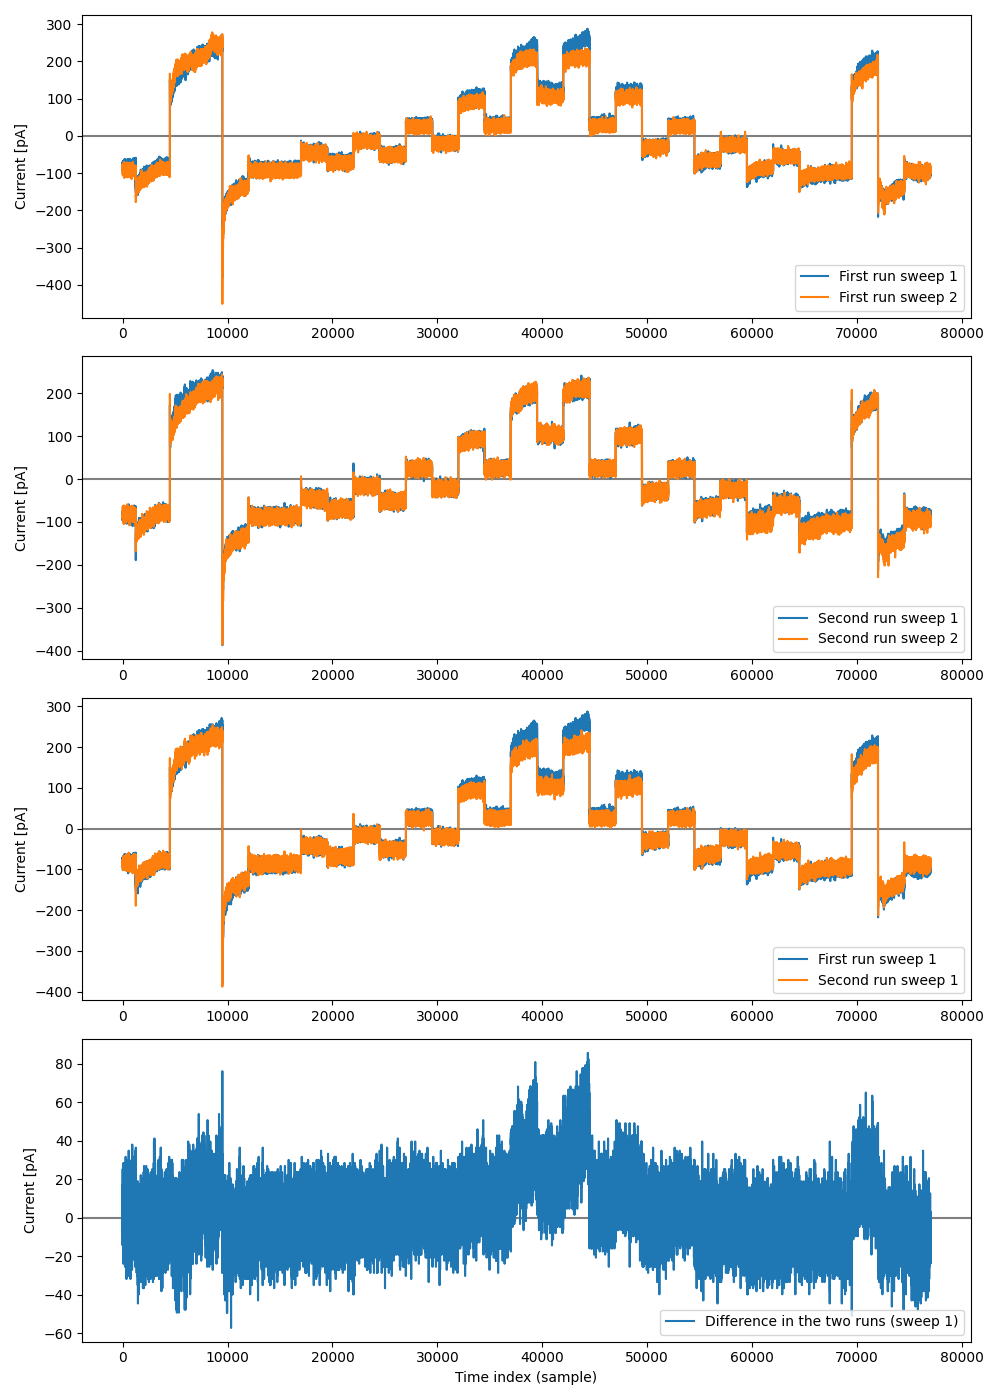 300
200
100
0
−100
−200
−300
−400
Current [pA]
First run sweep 1
First run sweep 2
0 10000 20000 30000 40000 50000 60000 70000 80000
200
100
0
−100
−200
−300
−400
Current [pA]
Second run sweep 1
Second run sweep 2
0 10000 20000 30000 40000 50000 60000 70000 80000
300
200
100
0
−100
−200
−300
−400
Current [pA]
First run sweep 1
Second run sweep 1
0 10000 20000 30000 40000 50000 60000 70000 80000
80
60
40
20
0
−20
−40
−60
Current [pA]
Difference in the two runs (sweep 1)
0 10000 20000 30000 40000 50000 60000 70000 80000
Time index (sample)